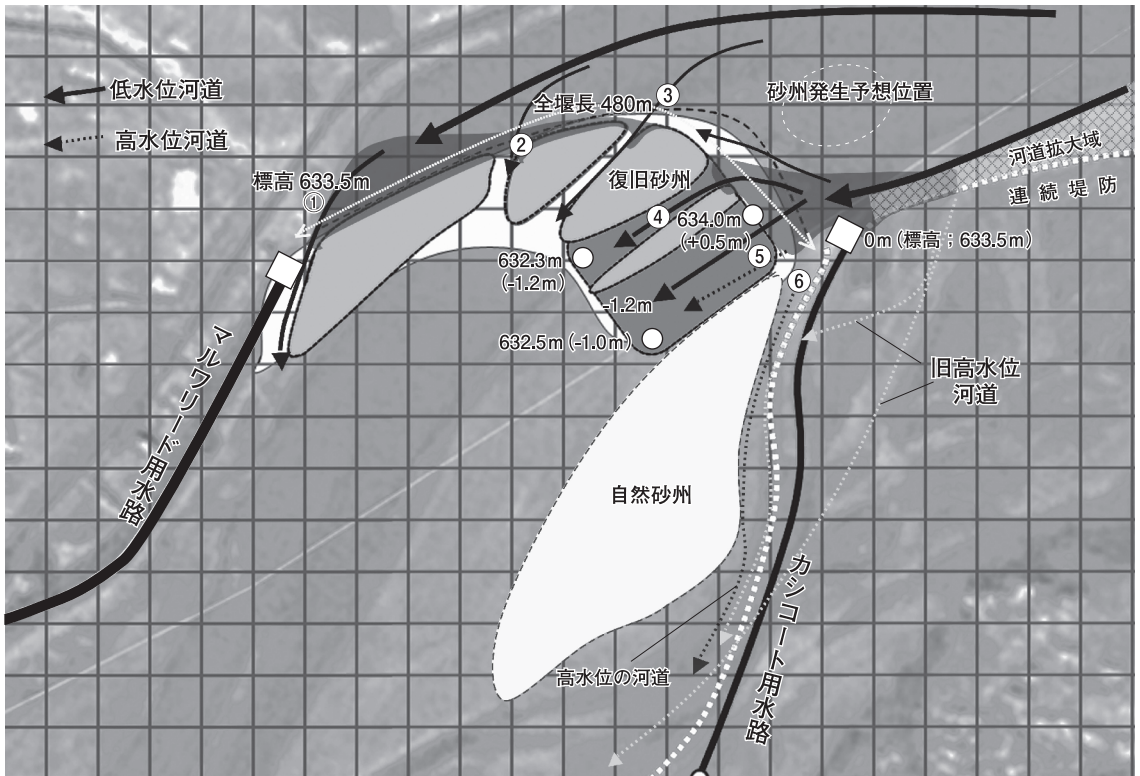 低水位河道
高水位河道
全堰長 480m
③
砂州発生予想位置
②
標高 633.5m
①
復旧砂州
河道拡大域
連続堤防
④
634.0m
(+0.5m)
0m (標高；633.5m)
632.3m
(-1.2m)
⑤
⑥
-1.2m
632.5m (-1.0m)
旧高水位
河道
マルワリード用水路
自然砂州
カシコート用水路
高水位の河道